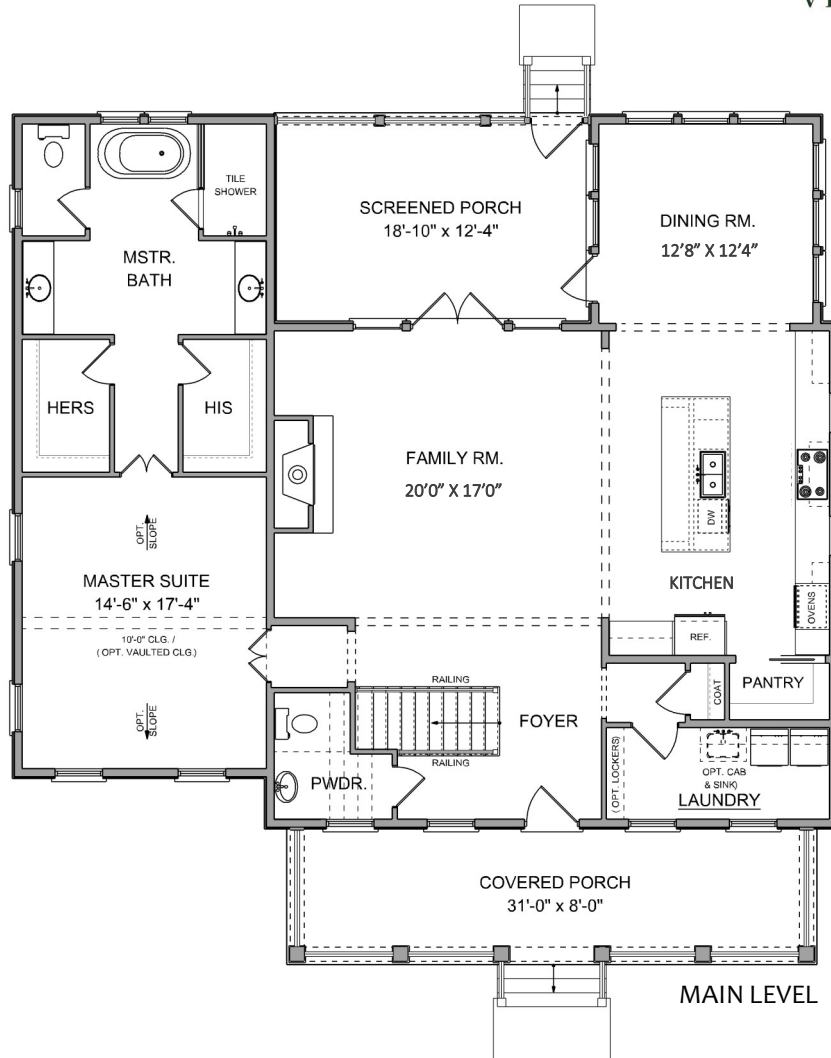 TILE
SHOWER
SCREENED PORCH
18'-10" x 12'-4"
DINING RM.
12’8” X 12’4”
MSTR.
BATH
HERS
HIS
FAMILY RM.
20’0” X 17’0”
DW
OPT.
SLOPE
MASTER SUITE
14'-6" x 17'-4"
10'-0" CLG. /
( OPT. VAULTED CLG.)
OPT.
SLOPE
KITCHEN
OVENS
REF.
RAILING
FOYER
RAILING
COAT
PANTRY
PWDR.
( OPT. LOCKERS)
OPT. CAB
& SINK)
LAUNDRY
COVERED PORCH
31'-0" x 8'-0"
MAIN LEVEL